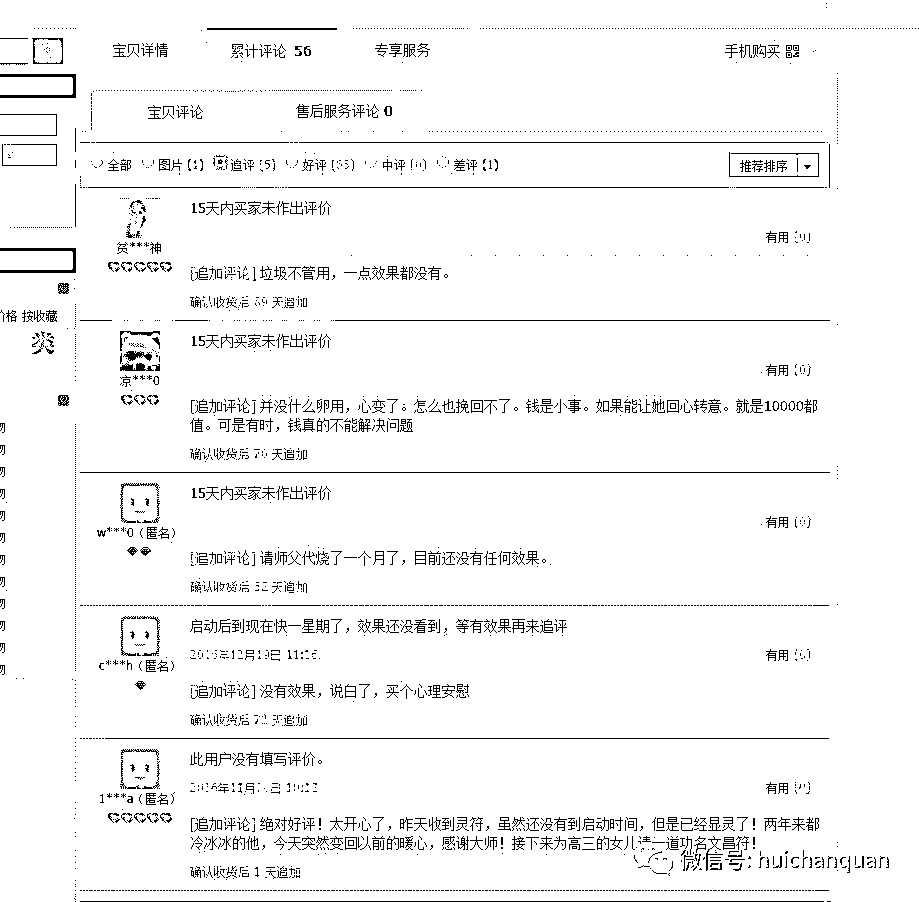 宝贝详情 累计评论 56 专享服务 手机购买
宝贝评论 售后服务评论 0
全部 图片 (1) 追评 (5) 好评 中评 (0) 差评 (1) 推荐排序
15天内买家未作出评价
有用 (0)
贫***神
[追加评论] 垃圾不管用，一点效果都没有。
确认收货后 天追加
价格 按收藏
类
15天内买家未作出评价
有用 (0)
凉***0
[追加评论] 并没什么卵用，心变了。怎么也挽回不了。钱是小事。如果能让她回心转意。就是10000都
值。可是有时，钱真的不能解决问题
确认收货后 天追加
物
物
物
物
物
物
物
物
物
物
物
物
15天内买家未作出评价
有用 (0)
w***0（匿名）
[追加评论] 请师父代烧了一个月了，目前还没有任何效果。
确认收货后 天追加
启动后到现在快一星期了，效果还没看到，等有效果再来追评
2016年12月19日
有用 (0)
c***h（匿名）
[追加评论] 没有效果，说白了，买个心理安慰
确认收货后 天追加
此用户没有填写评价。
2016年11月
有用 (0)
1***a（匿名）
[追加评论] 绝对好评！太开心了，昨天收到灵符，虽然还没有到启动时间，但是已经显灵了！两年来都
冷冰冰的他，今天突然变回以前的暖心，感谢大师！接下来为高三的女儿请一道功名文昌符！
微信号: huichanquan
确认收货后 1 天追加